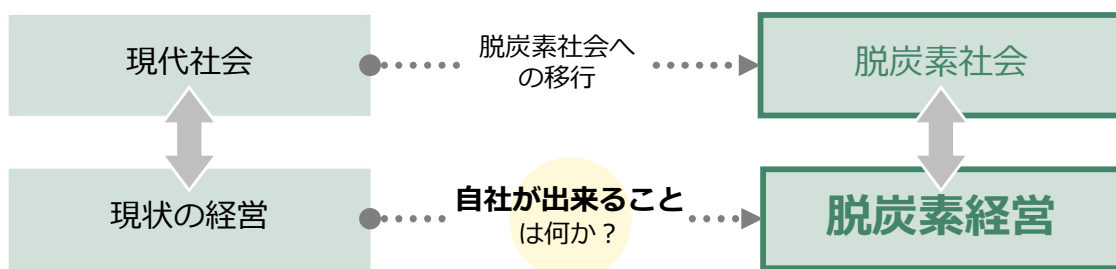 現代社会
脱炭素社会へ
の移行
脱炭素社会
現状の経営
自社が出来ること
は何か？
脱炭素経営